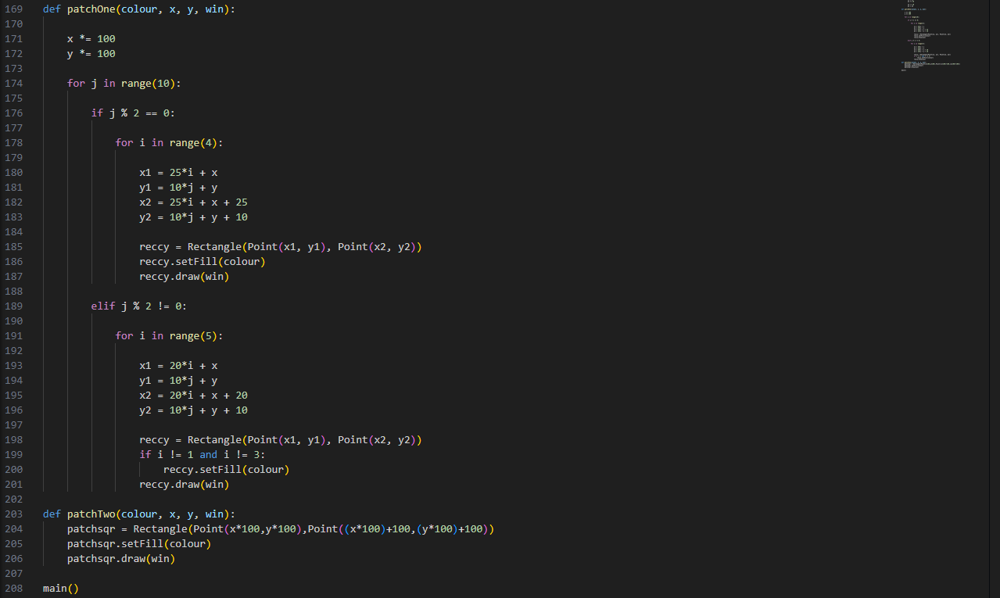 169 def patchOne(colour, x, y, win):
170
171 x *= 100
172 y *= 100
173
174 for j in range(10):
175
176 if j % 2 == 0:
177
178 for i in range(4):
179
180 x1 = 25*i + x
181 y1 = 10*j + y
182 x2 = 25*i + x + 25
183 y2 = 10*j + y + 10
184
185 reccy = Rectangle(Point(x1, y1), Point(x2, y2))
186 reccy.setFill(colour)
187 reccy.draw(win)
188
189 elif j % 2 != 0:
190
191 for i in range(5):
192
193 x1 = 20*i + x
194 y1 = 10*j + y
195 x2 = 20*i + x + 20
196 y2 = 10*j + y + 10
197
198 reccy = Rectangle(Point(x1, y1), Point(x2, y2))
199 if i != 1 and i != 3:
200 reccy.setFill(colour)
201 reccy.draw(win)
202
203 def patchTwo(colour, x, y, win):
204 patchsqr = Rectangle(Point(x*100,y*100),Point((x*100)+100,(y*100)+100))
205 patchsqr.setFill(colour)
206 patchsqr.draw(win)
207
208 main()